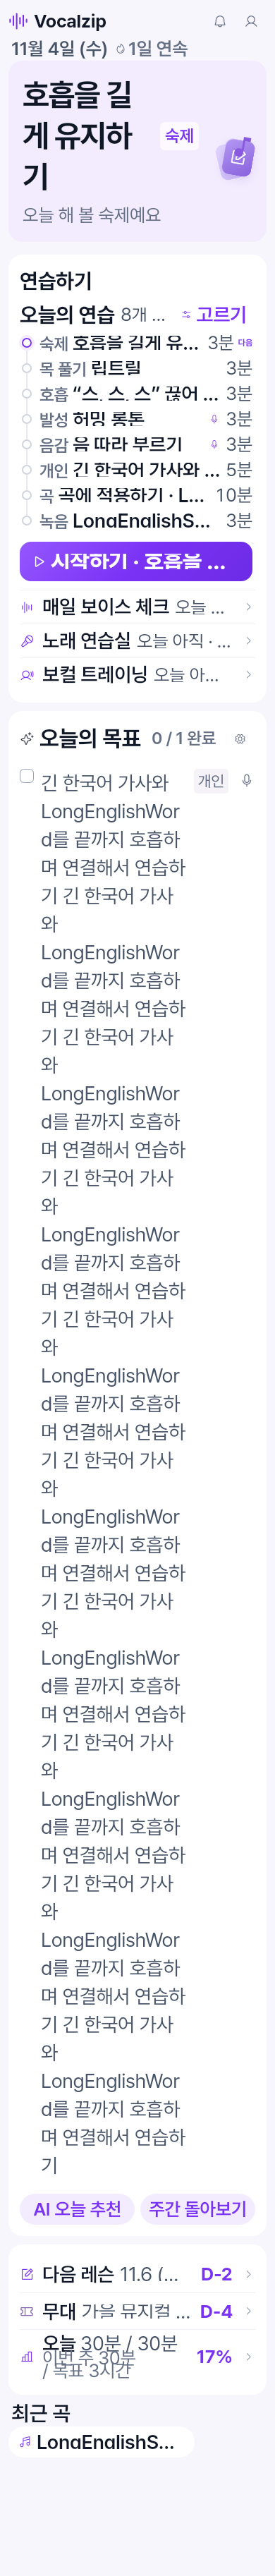 Vocalzip
11월 4일 (수) 1일 연속
호흡을 길
게 유지하
기
숙제
오늘 해 볼 숙제예요
연습하기
오늘의 연습 8개 ... 고르기
숙제 호흡을 길게 유... 3분 다음
목 풀기 립트릴 3분
호흡 “스, 스, 스” 끊어 ... 3분
발성 허밍 롱톤 3분
음감 음 따라 부르기 3분
개인 긴 한국어 가사와 ... 5분
곡 곡에 적용하기 · L... 10분
녹음 LongEnglishS... 3분
시작하기 · 호흡을 ...
매일 보이스 체크 오늘 ...
노래 연습실 오늘 아직 · ...
보컬 트레이닝 오늘 아...
오늘의 목표 0 / 1 완료
긴 한국어 가사와 개인
LongEnglishWor
d를 끝까지 호흡하
며 연결해서 연습하
기 긴 한국어 가사
와
LongEnglishWor
d를 끝까지 호흡하
며 연결해서 연습하
기 긴 한국어 가사
와
LongEnglishWor
d를 끝까지 호흡하
며 연결해서 연습하
기 긴 한국어 가사
와
LongEnglishWor
d를 끝까지 호흡하
며 연결해서 연습하
기 긴 한국어 가사
와
LongEnglishWor
d를 끝까지 호흡하
며 연결해서 연습하
기 긴 한국어 가사
와
LongEnglishWor
d를 끝까지 호흡하
며 연결해서 연습하
기 긴 한국어 가사
와
LongEnglishWor
d를 끝까지 호흡하
며 연결해서 연습하
기 긴 한국어 가사
와
LongEnglishWor
d를 끝까지 호흡하
며 연결해서 연습하
기 긴 한국어 가사
와
LongEnglishWor
d를 끝까지 호흡하
며 연결해서 연습하
기 긴 한국어 가사
와
LongEnglishWor
d를 끝까지 호흡하
며 연결해서 연습하
기
AI 오늘 추천 주간 돌아보기
다음 레슨 11.6 (... D-2
무대 가을 뮤지컬 ... D-4
오늘 30분 / 30분
이번 주 30분 17%
/ 목표 3시간
최근 곡
LongEnglishS...